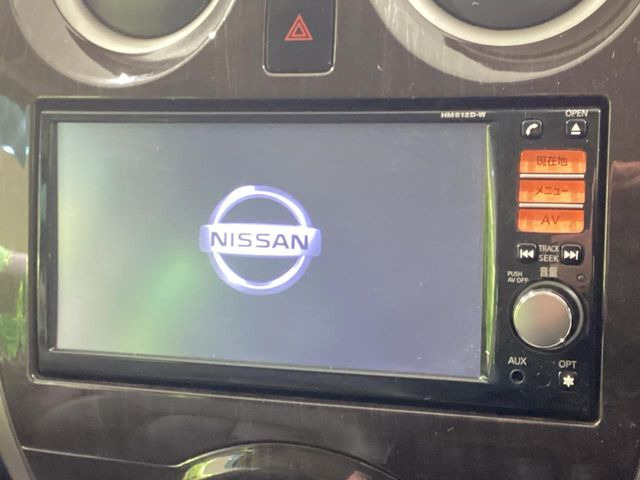 HM512D-W
OPEN
現在地
メニュー
AV
TRACK
SEEK
音量
PUSH
AV OFF
NISSAN
AUX
OPT